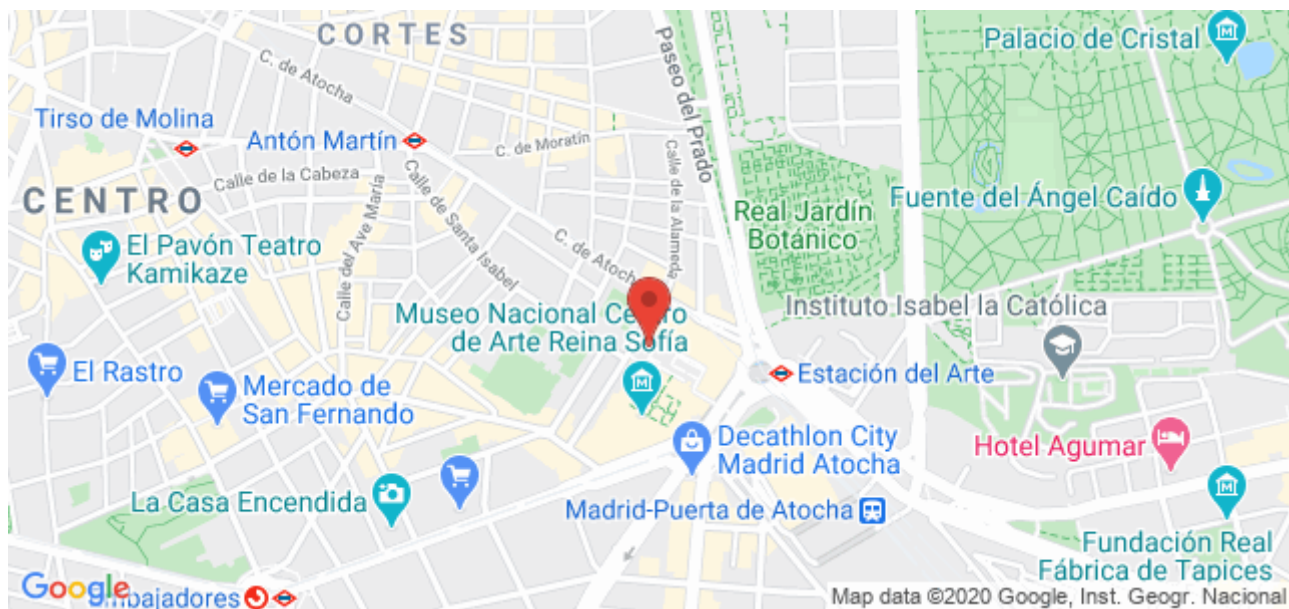 CORTES
C. de Atocha
Paseo del Prado
Palacio de Cristal
Tirso de Molina
Antón Martín
C. de Moratín
Calle de la Alameda
Calle de la Cabeza
Calle de Santa Isabel
CENTRO
Calle del Ave María
Real Jardín
Botánico
Fuente del Ángel Caído
El Pavón Teatro
Kamikaze
C. de Atocha
Instituto Isabel la Católica
Museo Nacional Centro
de Arte Reina Sofía
El Rastro
Mercado de
San Fernando
Estación del Arte
Decathlon City
Madrid Atocha
Hotel Agumar
La Casa Encendida
Madrid-Puerta de Atocha
Fundación Real
Fábrica de Tapices
Google
mbajadores
Map data ©2020 Google, Inst. Geogr. Nacional